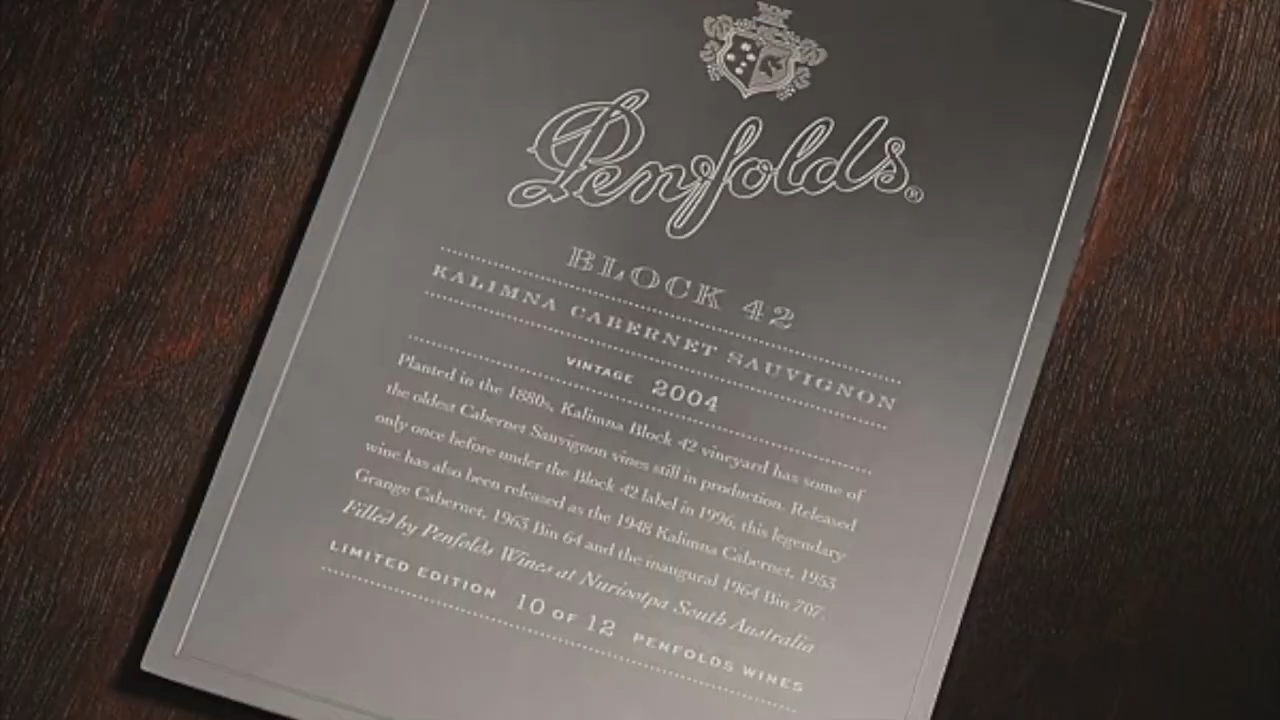 Penfolds®
BLOCK 42
KALIMNA CABERNET SAUVIGNON
VINTAGE 2004
Planted in the 1880s, Kalimna Block 42 vineyard has some of
the oldest Cabernet Sauvignon vines still in production. Released
only once before under the Block 42 label in 1996, this legendary
wine has also been released as the 1948 Kalimna Cabernet, 1953
Grange Cabernet, 1963 Bin 64 and the inaugural 1964 Bin 707.
Filled by Penfolds Wines at Nuriootpa South Australia
LIMITED EDITION 10 OF 12 PENFOLDS WINES